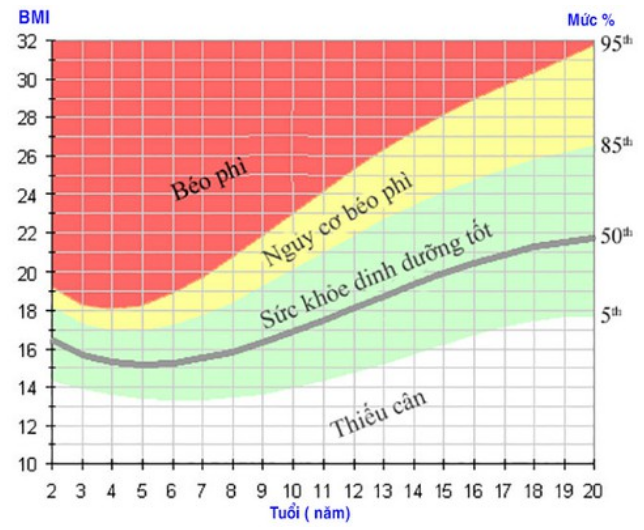 BMI
Mức %
32
30
28
26
24
22
20
18
16
14
12
10
95th
85th
50th
5th
Béo phì
Nguy cơ béo phì
Sức khỏe dinh dưỡng tốt
Thiếu cân
2 3 4 5 6 7 8 9 10 11 12 13 14 15 16 17 18 19 20
Tuổi ( năm)